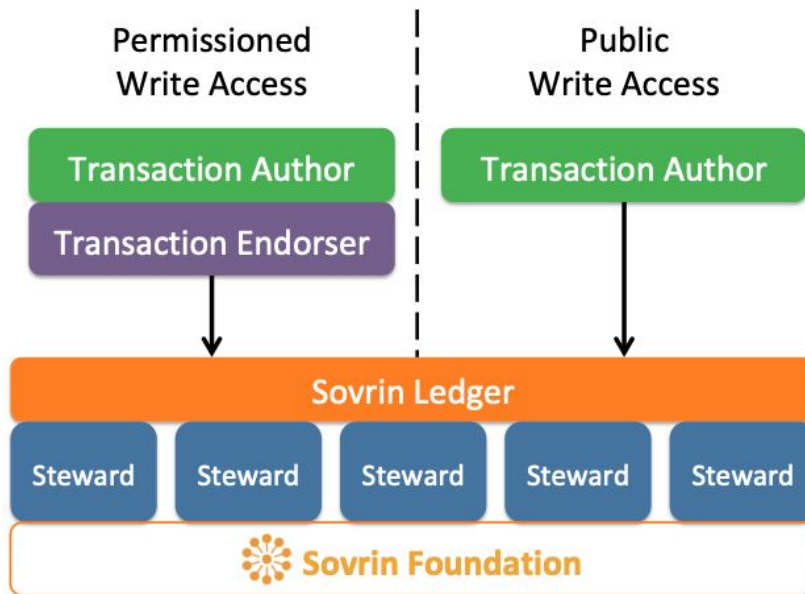 Permissioned
Write Access
Public
Write Access
Transaction Author
Transaction Endorser
Transaction Author
Sovrin Ledger
Steward
Steward
Steward
Steward
Steward
Sovrin Foundation